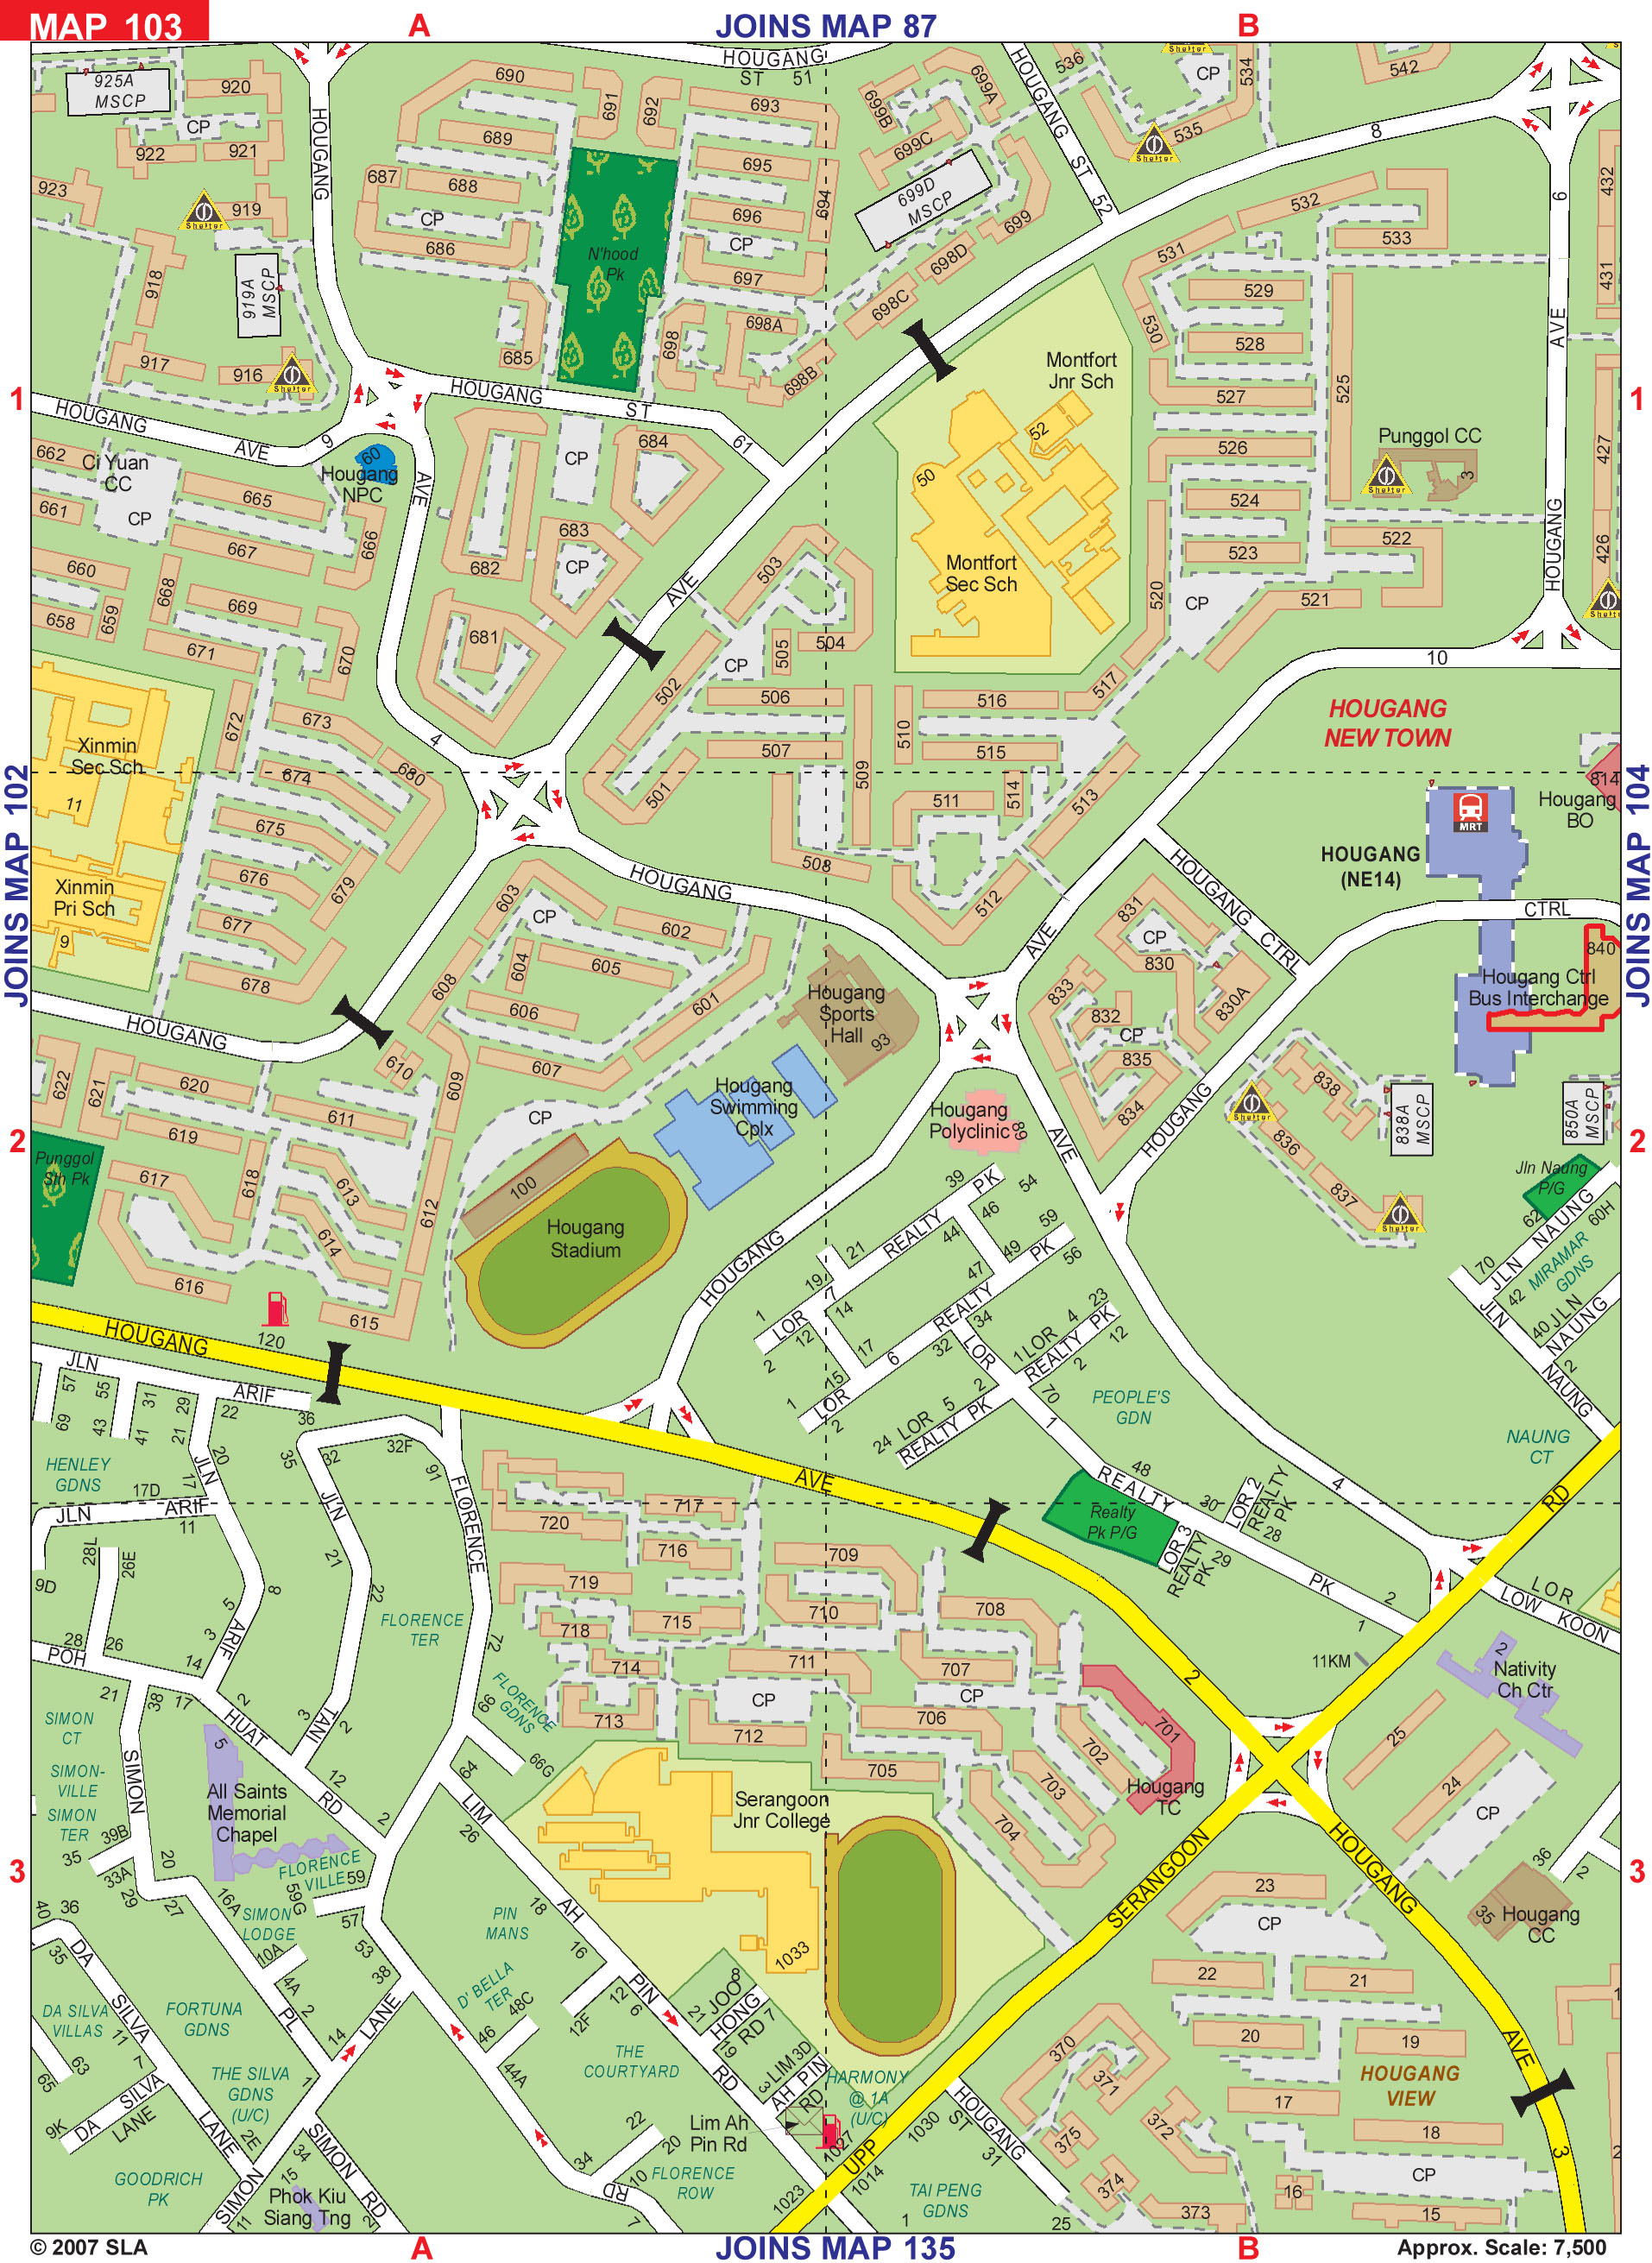 MAP 103
A
JOINS MAP 87
B
HOUGANG
ST 51
925A
MSCP
920
CP
922
921
923
919
Shelter
918
919A
MSCP
917
916
Shelter
HOUGANG
690
691
692
693
689
695
687
688
694
CP
696
686
CP
697
N'hood
Pk
685
698
698A
698B
699B
699A
699C
699D
MSCP
699
698D
698C
HOUGANG ST 52
536
CP
534
535
Shelter
542
8
6
432
431
532
533
531
529
530
528
525
527
526
524
523
522
520
521
CP
HOUGANG AVE
427
426
Shelter
Punggol CC
3
Shelter
Montfort
Jnr Sch
52
50
Montfort
Sec Sch
1
1
HOUGANG AVE 9
HOUGANG ST 61
662
Ci Yuan
CC
CP
60
Hougang
NPC
AVE
661
665
667
666
660
668
669
659
658
671
670
672
673
674
680
675
676
679
677
678
684
CP
683
682
CP
681
AVE
503
505
504
CP
502
506
507
501
509
508
510
516
517
515
511
514
513
512
10
HOUGANG
NEW TOWN
Xinmin
Sec Sch
11
Xinmin
Pri Sch
9
4
JOINS MAP 102
JOINS MAP 104
814
Hougang
BO
MRT
HOUGANG
(NE14)
CTRL
840
Hougang Ctrl
Bus Interchange
HOUGANG CTRL
HOUGANG
AVE
603
CP
602
604
605
608
606
601
607
610
609
Hougang
Sports
Hall
93
Hougang
Swimming
Cplx
CP
100
Hougang
Stadium
831
CP
830
833
830A
832
CP
835
834
HOUGANG
838
838A
MSCP
850A
MSCP
Shelter
836
837
Shelter
Hougang
Polyclinic
89
AVE
2
2
HOUGANG
622
621
620
611
619
618
617
613
612
614
616
615
Punggol
Sth Pk
120
Jln Naung
P/G
62
JLN NAUNG
60H
70
MIRAMAR
GDNS
42
JLN NAUNG
40
JLN NAUNG
2
NAUNG
CT
HOUGANG
39
REALTY PK
54
46
44
21
19
59
49
PK
56
47
1
LOR 7
14
12
2
34
REALTY
32
17
6
15
1
LOR
2
23
4
LOR
1
REALTY PK
12
2
LOR
2
5
LOR
24
REALTY PK
70
1
PEOPLE'S
GDN
48
REALTY
30
LOR 2
REALTY
PK
28
LOR 3
REALTY
PK
29
Realty
Pk P/G
PK
2
1
4
RD
LOR
LOW KOON
HOUGANG
AVE
2
JLN
ARIF
57
55
31
29
22
36
69
43
41
21
20
HENLEY
GDNS
17D
17
JLN
JLN
ARIF
11
28L
26E
9D
5
8
3
ARIF
28
26
POH
14
21
38
17
2
HUAT
RD
12
2
35
32
32F
91
JLN
21
22
3
TANI
2
FLORENCE
72
66
64
FLORENCE
TER
FLORENCE
GDNS
66G
SIMON
CT
SIMON-
VILLE
SIMON
TER
SIMON
5
All Saints
Memorial
Chapel
39B
35
33A
29
20
27
16A
FLORENCE
VILLE
59
59G
57
53
38
SIMON
LODGE
10A
4A
2
PL
717
720
716
719
715
718
714
713
709
710
708
711
707
CP
CP
712
706
705
701
702
703
704
Hougang
TC
Serangoon
Jnr College
1033
LIM
26
AH
18
16
PIN
12
6
RD
PIN
MANS
D' BELLA
TER
48C
46
44A
12F
THE
COURTYARD
21
JOO
8
HONG
RD 7
19
3
LIM
3D
AH PIN
RD
HARMONY
@ 1A
(U/C)
Lim Ah
Pin Rd
1027
1030
1023
1014
UPP
SERANGOON
22
20
34
10
RD
7
FLORENCE
ROW
40
36
35
DA SILVA
11
7
LANE
2E
DA SILVA
VILLAS
63
65
9K
DA SILVA
LANE
FORTUNA
GDNS
THE SILVA
GDNS
(U/C)
14
LANE
1
SIMON
11
34
SIMON RD
15
21
GOODRICH
PK
Phok Kiu
Siang Tng
HOUGANG
ST 31
1
25
TAI PENG
GDNS
11KM
2
Nativity
Ch Ctr
25
24
CP
36
2
35
Hougang
CC
3
3
23
CP
22
21
20
19
HOUGANG
AVE
3
HOUGANG
VIEW
17
18
CP
16
15
370
371
372
375
374
373
© 2007 SLA
A
JOINS MAP 135
B
Approx. Scale: 7,500